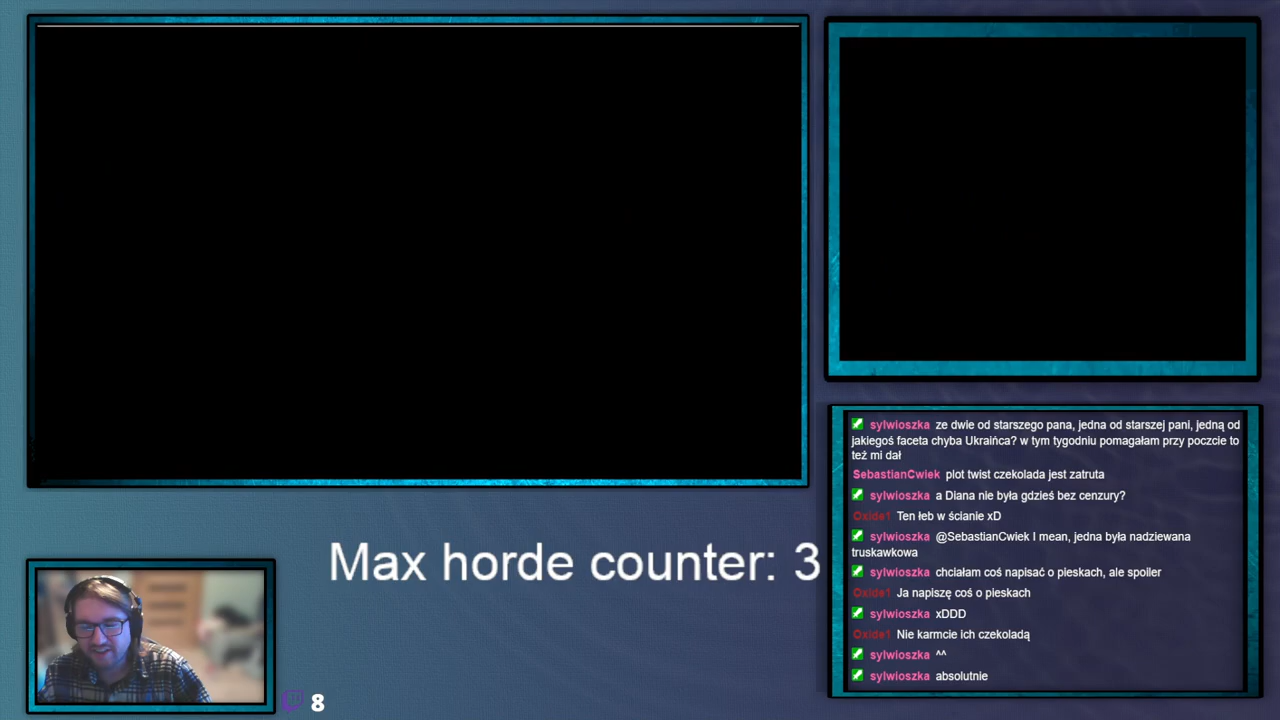 sylwioszka ze dwie od starszego pana, jedna od starszej pani, jedną od
jakiegoś faceta chyba Ukraińca? w tym tygodniu pomagałam przy poczcie to
też mi dał
SebastianCwiek plot twist czekolada jest zatruta
sylwioszka a Diana nie była gdzieś bez cenzury?
Oxide1 Ten łeb w ścianie xD
sylwioszka @SebastianCwiek I mean, jedna była nadziewana
truskawkowa
sylwioszka chciałam coś napisać o pieskach, ale spoiler
Oxide1 Ja napiszę coś o pieskach
sylwioszka xDDD
Oxide1 Nie karmcie ich czekoladą
sylwioszka ^^
sylwioszka absolutnie
Max horde counter: 3
8